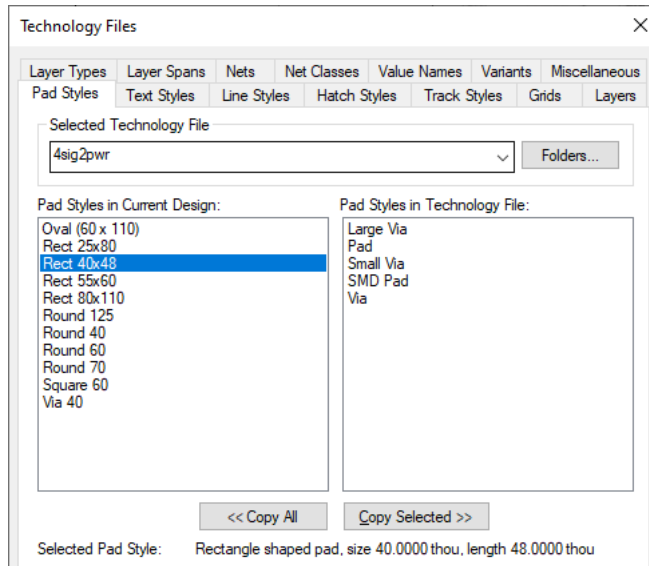 Technology Files
Layer Types Layer Spans Nets Net Classes Value Names Variants Miscellaneous
Pad Styles Text Styles Line Styles Hatch Styles Track Styles Grids Layers
Selected Technology File
4sig2pwr Folders...
Pad Styles in Current Design: Pad Styles in Technology File:
Oval (60 x 110) Large Via
Rect 25x80 Pad
Rect 40x48 Small Via
Rect 55x60 SMD Pad
Rect 80x110 Via
Round 125
Round 40
Round 60
Round 70
Square 60
Via 40
<< Copy All Copy Selected >>
Selected Pad Style: Rectangle shaped pad, size 40.0000 thou, length 48.0000 thou